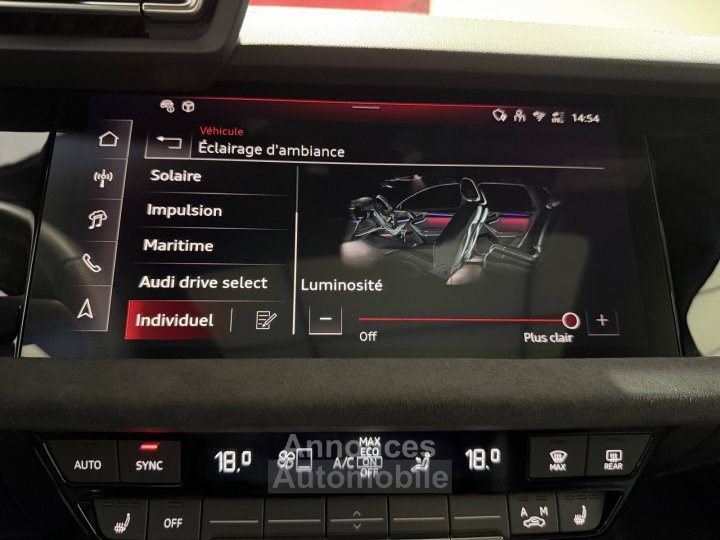 14:54
Véhicule
Éclairage d'ambiance
Solaire
Impulsion
Maritime
Audi drive select
Individuel
Luminosité
−
+
Off
Plus clair
AUTO
SYNC
18.0
A/C
MAX
ECO
ON
OFF
18.0
MAX
REAR
OFF
A M
Annonces
Automobile